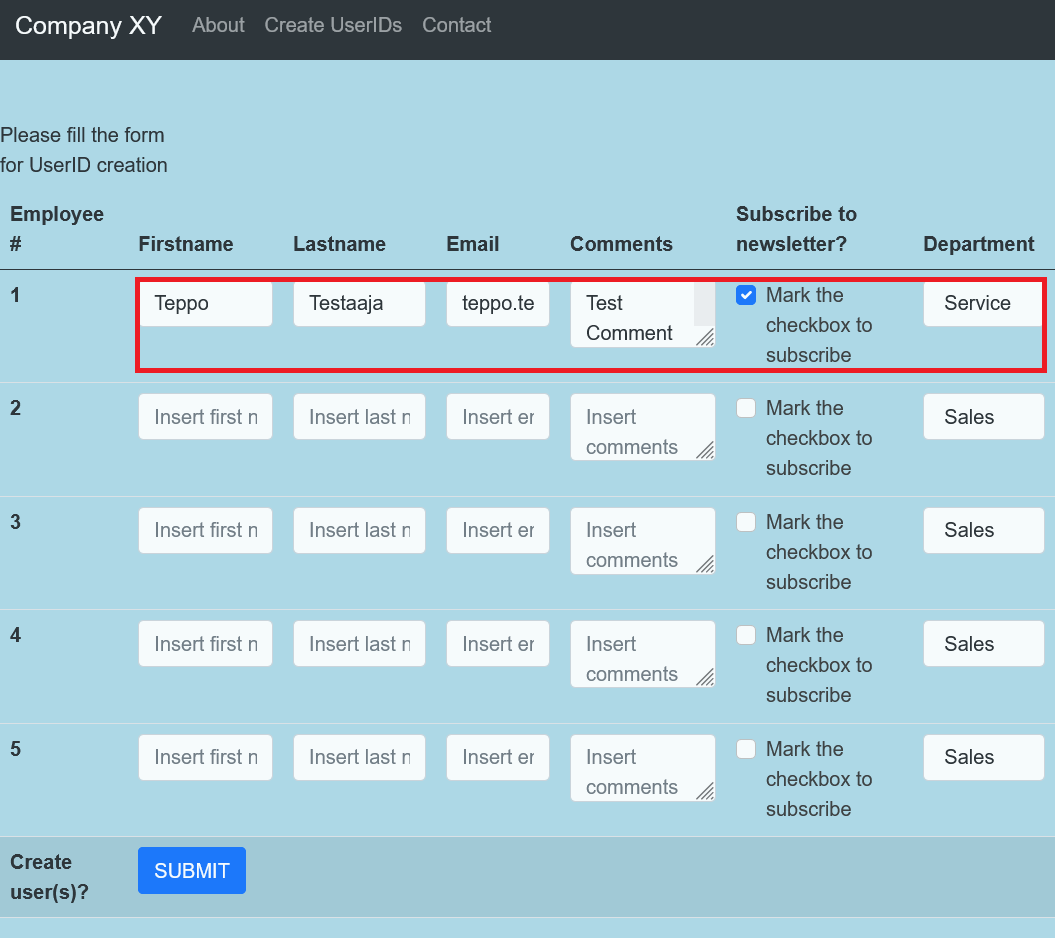 Company XY About Create UserIDs Contact
Please fill the form
for UserID creation
Employee # Firstname Lastname Email Comments Subscribe to newsletter? Department
1 Teppo Testaaja teppo.te Test Comment Mark the checkbox to subscribe Service
2 Insert first n Insert last n Insert er Insert comments Mark the checkbox to subscribe Sales
3 Insert first n Insert last n Insert er Insert comments Mark the checkbox to subscribe Sales
4 Insert first n Insert last n Insert er Insert comments Mark the checkbox to subscribe Sales
5 Insert first n Insert last n Insert er Insert comments Mark the checkbox to subscribe Sales
Create user(s)? SUBMIT